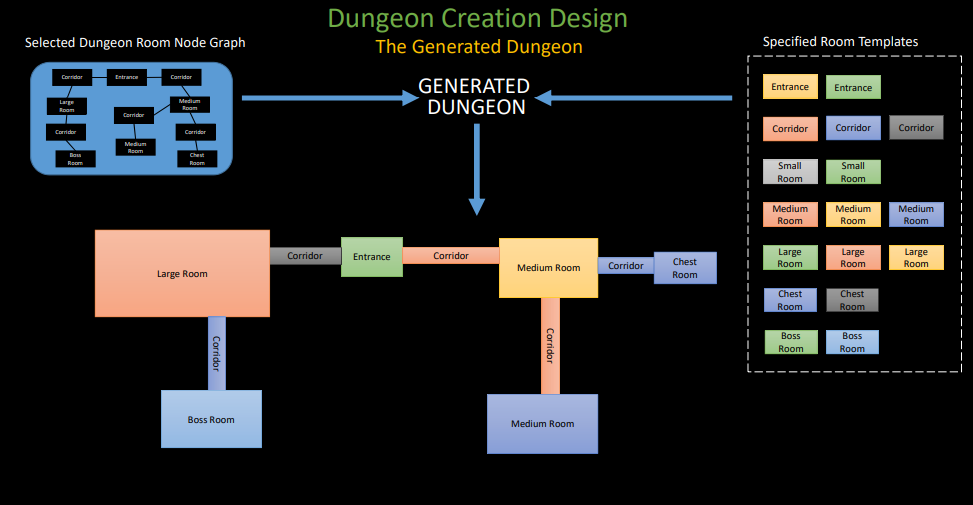 Dungeon Creation Design
The Generated Dungeon
Selected Dungeon Room Node Graph
Corridor
Entrance
Corridor
Large
Room
Medium
Room
Corridor
Corridor
Corridor
Medium
Room
Boss
Room
Chest
Room
GENERATED
DUNGEON
Specified Room Templates
Entrance
Entrance
Corridor
Corridor
Corridor
Small
Room
Small
Room
Medium
Room
Medium
Room
Medium
Room
Large
Room
Large
Room
Large
Room
Chest
Room
Chest
Room
Boss
Room
Boss
Room
Large Room
Corridor
Entrance
Corridor
Medium Room
Corridor
Chest
Room
Corridor
Corridor
Boss Room
Medium Room